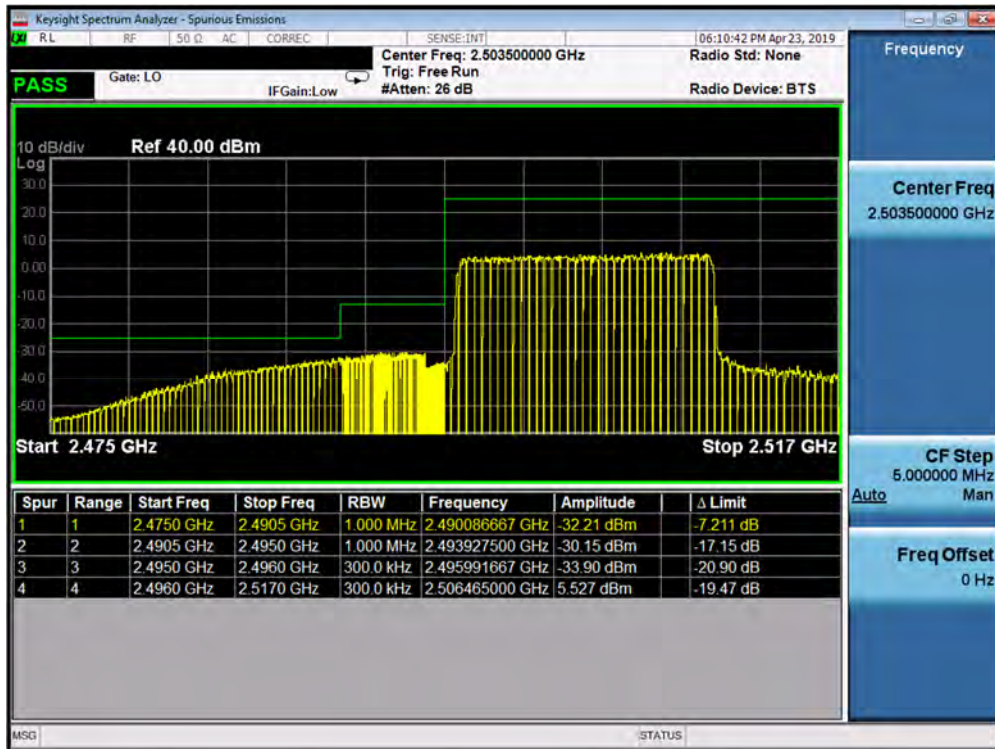 Keysight Spectrum Analyzer - Spurious Emissions
LXI RL RF 50 Ω AC CORREC SENSE:INT 06:10:42 PM Apr 23, 2019
Center Freq: 2.503500000 GHz Radio Std: None
PASS Gate: LO Trig: Free Run
IFGain:Low #Atten: 26 dB Radio Device: BTS
10 dB/div Ref 40.00 dBm
Log
30.0
20.0
10.0
0.00
-10.0
-20.0
-30.0
-40.0
-50.0
Start 2.475 GHz Stop 2.517 GHz
Spur Range Start Freq Stop Freq RBW Frequency Amplitude Δ Limit
1 1 2.4750 GHz 2.4905 GHz 1.000 MHz 2.490086667 GHz -32.21 dBm -7.211 dB
2 2 2.4905 GHz 2.4950 GHz 1.000 MHz 2.493927500 GHz -30.15 dBm -17.15 dB
3 3 2.4950 GHz 2.4960 GHz 300.0 kHz 2.495991667 GHz -33.90 dBm -20.90 dB
4 4 2.4960 GHz 2.5170 GHz 300.0 kHz 2.506465000 GHz 5.527 dBm -19.47 dB
MSG STATUS
Frequency
Center Freq
2.503500000 GHz
CF Step
5.000000 MHz
Auto Man
Freq Offset
0 Hz